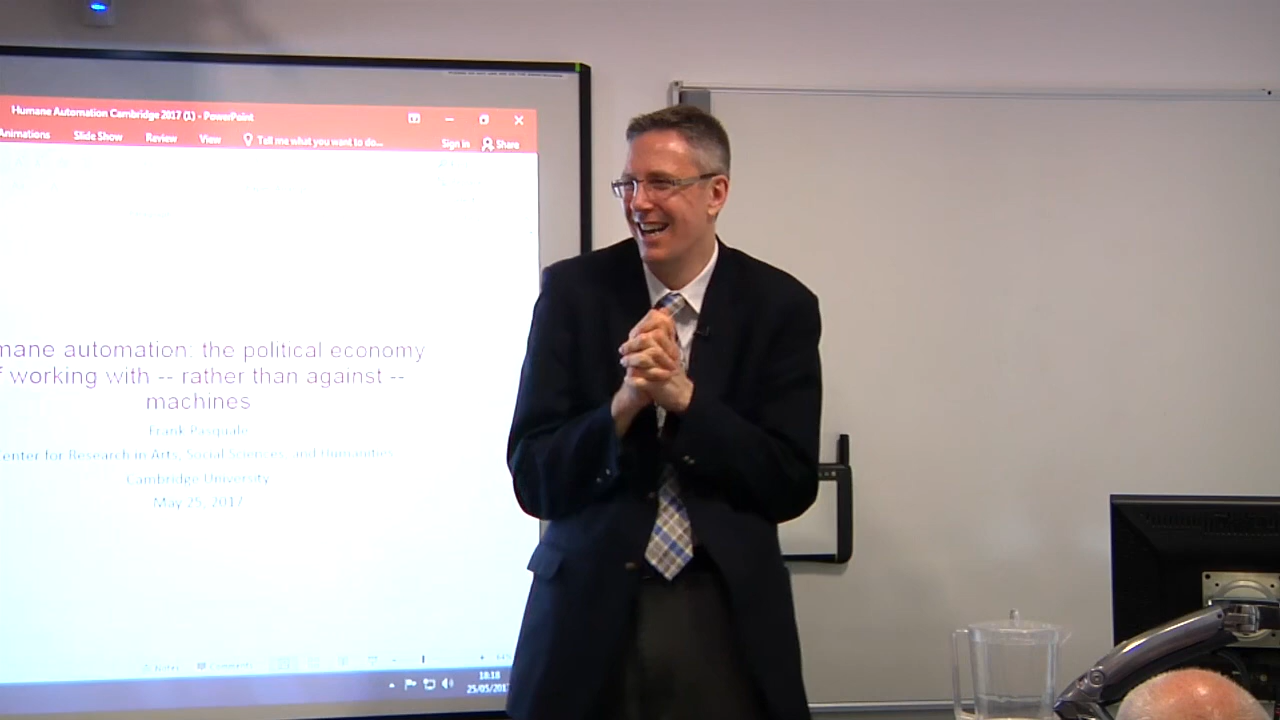 Humane Automation Cambridge 2017 (1) - PowerPoint
Animations Slide Show Review View Tell me what you want to do... Sign in Share
mane automation: the political economy
f working with -- rather than against --
machines
Frank Pasquale
enter for Research in Arts, Social Sciences, and Humanities
Cambridge University
May 25, 2017
Notes Comments
18:18
25/05/2017